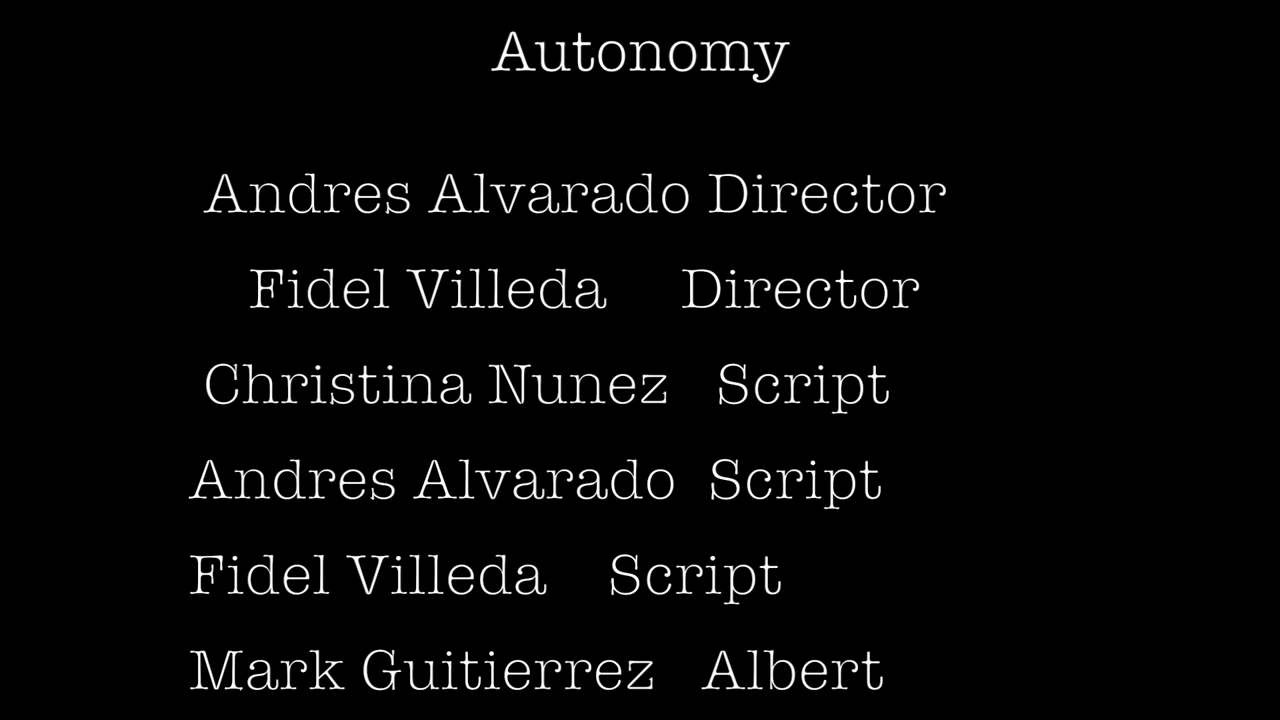 Autonomy
Andres Alvarado Director
Fidel Villeda Director
Christina Nunez Script
Andres Alvarado Script
Fidel Villeda Script
Mark Guitierrez Albert